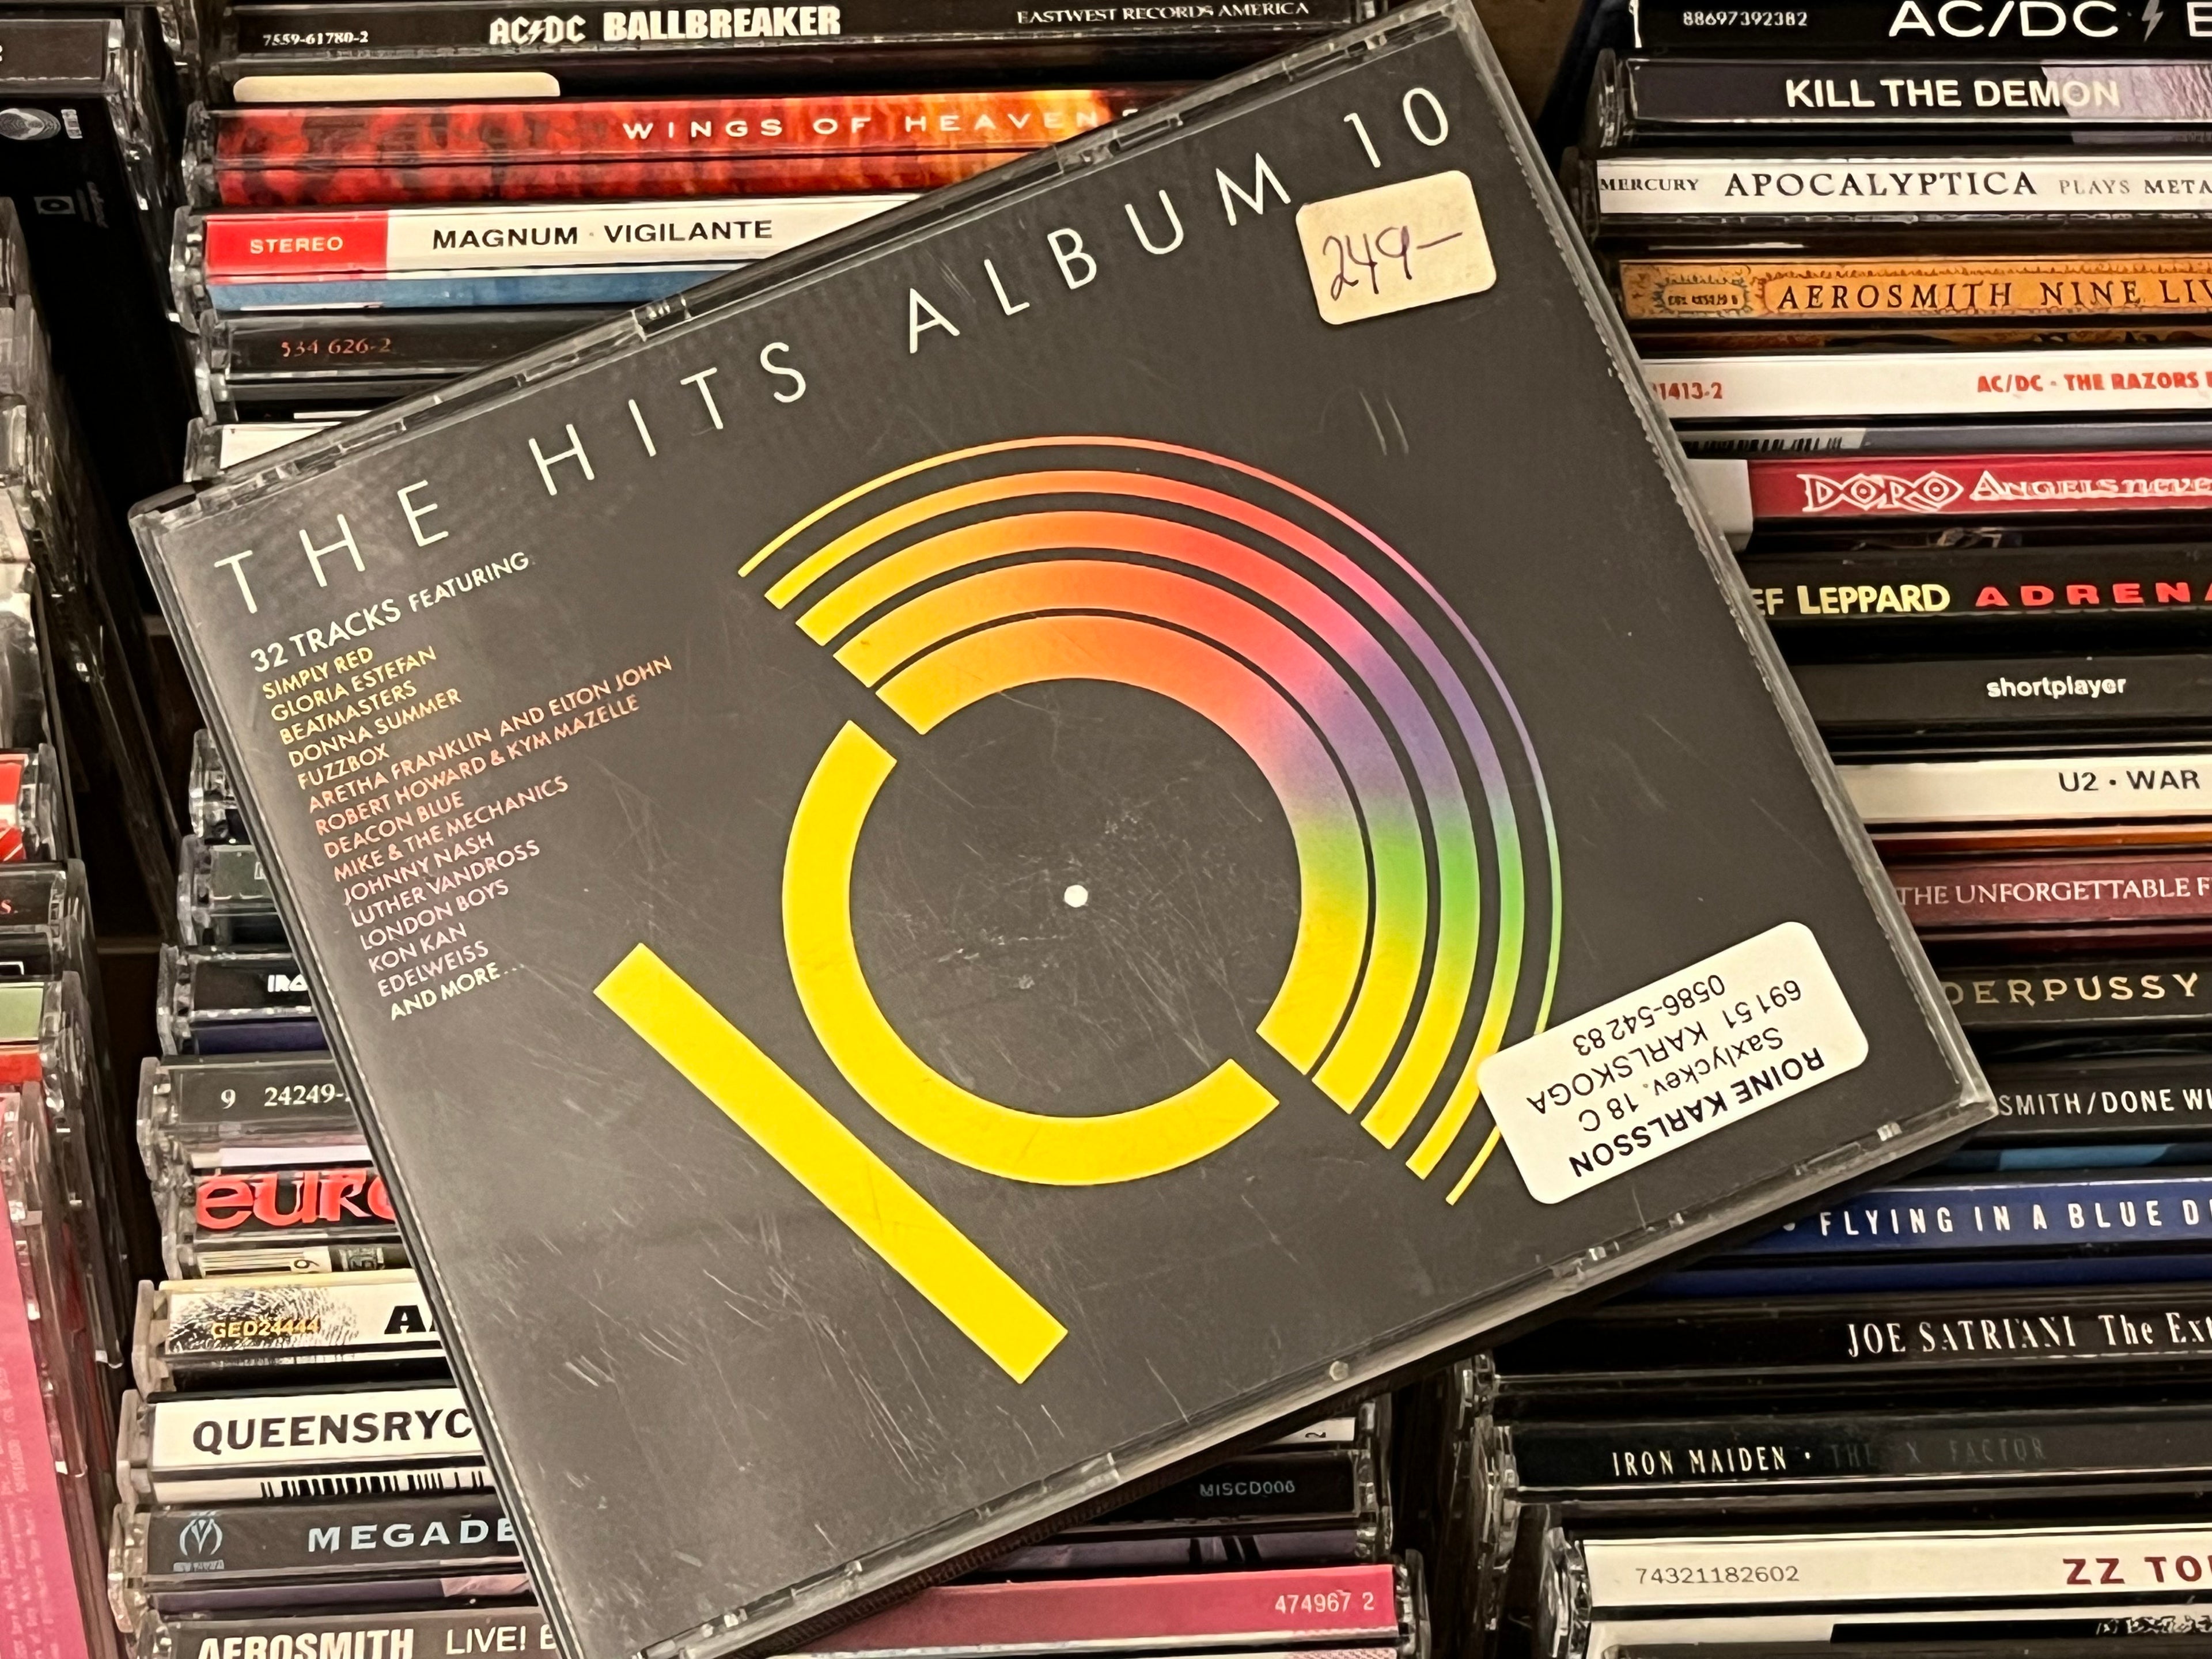 7559-61780-2 AC/DC BALLBREAKER EASTWEST RECORDS AMERICA
WINGS OF HEAVEN
STEREO MAGNUM · VIGILANTE
534 626-2
THE HITS ALBUM 10
249-
32 TRACKS FEATURING
SIMPLY RED
GLORIA ESTEFAN
BEATMASTERS
DONNA SUMMER
FUZZBOX
ARETHA FRANKLIN AND ELTON JOHN
ROBERT HOWARD & KYM MAZELLE
DEACON BLUE
MIKE & THE MECHANICS
JOHNNY NASH
LUTHER VANDROSS
LONDON BOYS
KON KAN
EDELWEISS
AND MORE...
ROINE KARLSSON
Saxlyckev. 18 C
691 51 KARLSKOGA
0586-542 83
9 24249-
GED24444
QUEENSRYC
MEGADE
MISCD006
474967 2
AEROSMITH LIVE!
88697392382 AC/DC
KILL THE DEMON
MERCURY APOCALYPTICA PLAYS META
AEROSMITH NINE LIV
1413-2 AC/DC · THE RAZORS
DORO ANGELS NEVE
EF LEPPARD ADRENA
shortplayer
U2 · WAR
THE UNFORGETTABLE F
DERPUSSY
SMITH/DONE WI
FLYING IN A BLUE D
JOE SATRIANI The Ext
IRON MAIDEN · THE X FACTOR
74321182602 ZZ TO